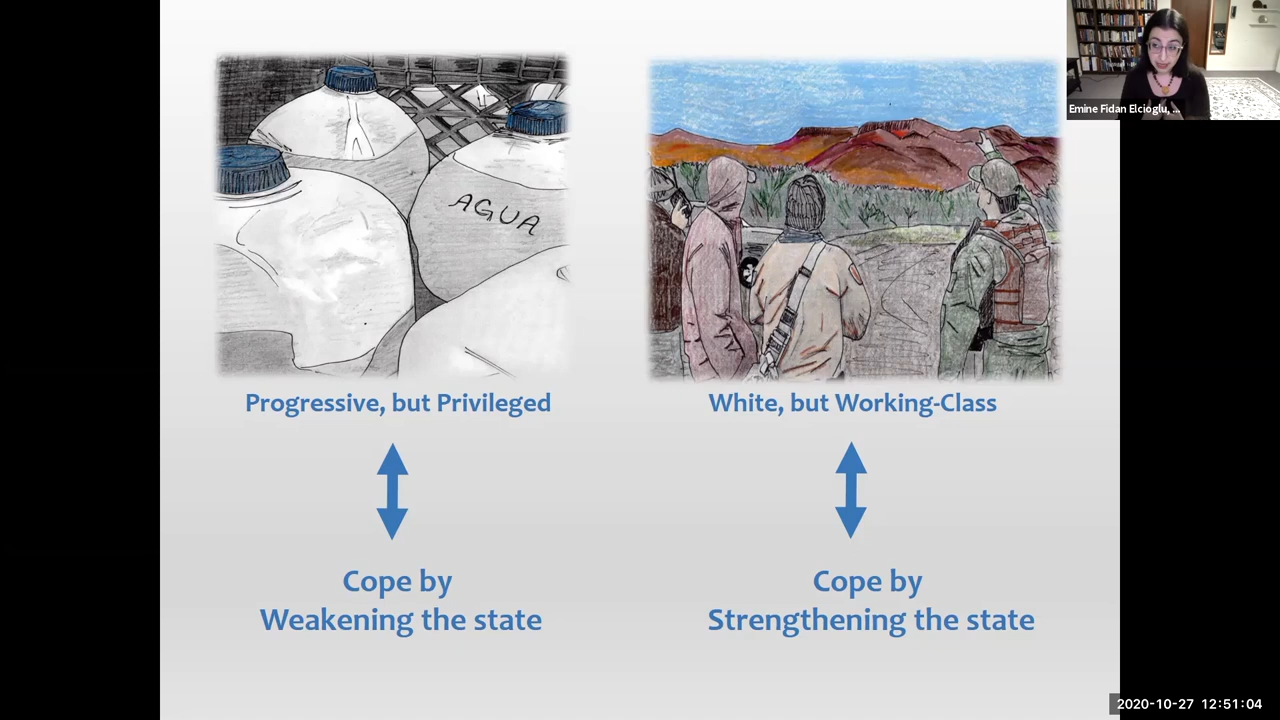 Emine Fidan Elcioglu, ...
AGUA
Progressive, but Privileged
White, but Working-Class
Cope by
Weakening the state
Cope by
Strengthening the state
2020-10-27 12:51:04